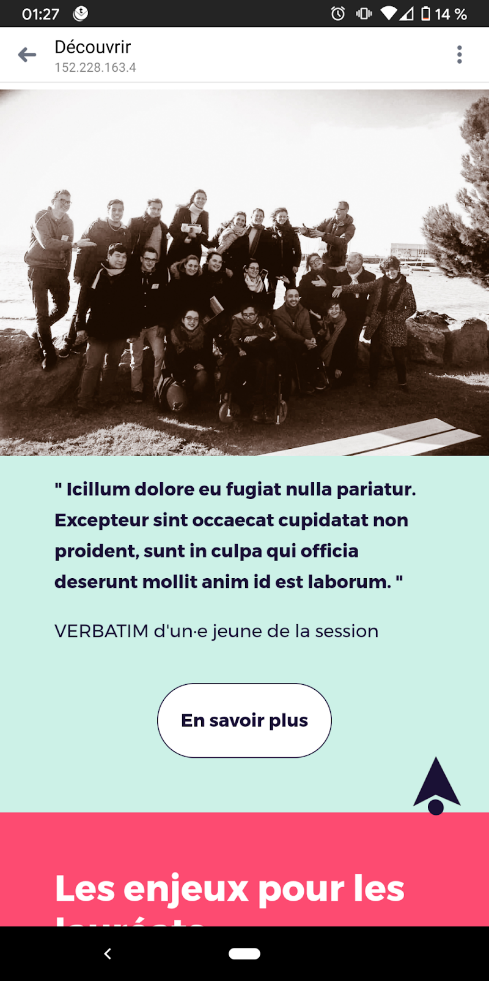 01:27
14 %
Découvrir
152.228.163.4
" Icillum dolore eu fugiat nulla pariatur.
Excepteur sint occaecat cupidatat non
proident, sunt in culpa qui officia
deserunt mollit anim id est laborum. "
VERBATIM d'un·e jeune de la session
En savoir plus
Les enjeux pour les
lauréats